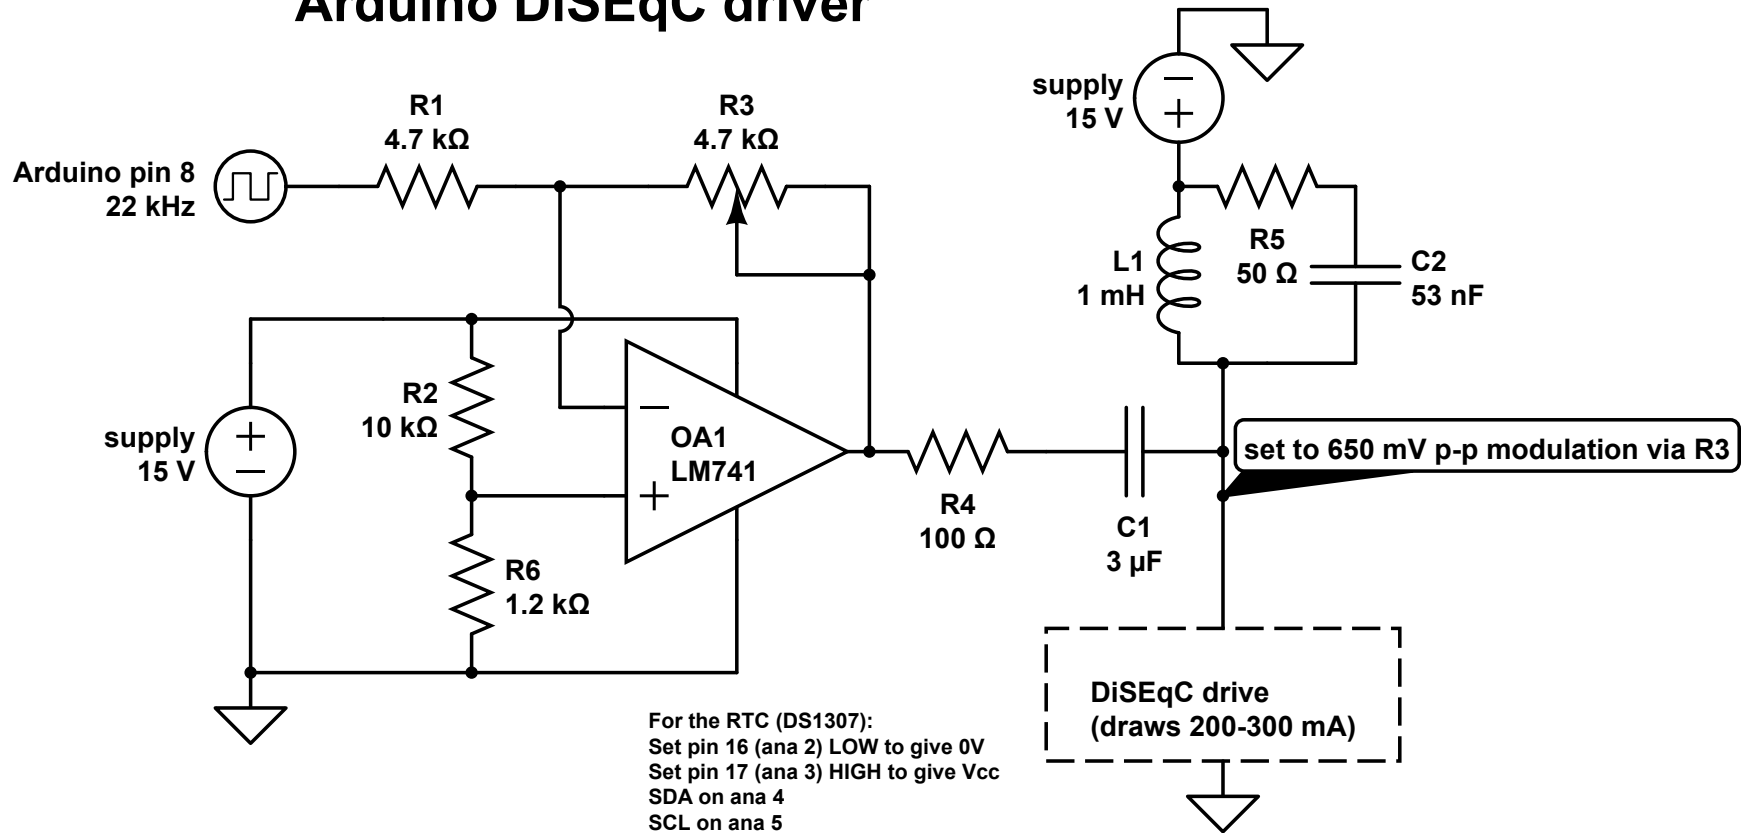 Arduino DiSEqC driver
supply
15 V
R1
4.7 kΩ
R3
4.7 kΩ
Arduino pin 8
22 kHz
R5
50 Ω
L1
1 mH
C2
53 nF
R2
10 kΩ
supply
15 V
OA1
LM741
set to 650 mV p-p modulation via R3
R4
100 Ω
C1
3 µF
R6
1.2 kΩ
DiSEqC drive
(draws 200-300 mA)
For the RTC (DS1307):
Set pin 16 (ana 2) LOW to give 0V
Set pin 17 (ana 3) HIGH to give Vcc
SDA on ana 4
SCL on ana 5